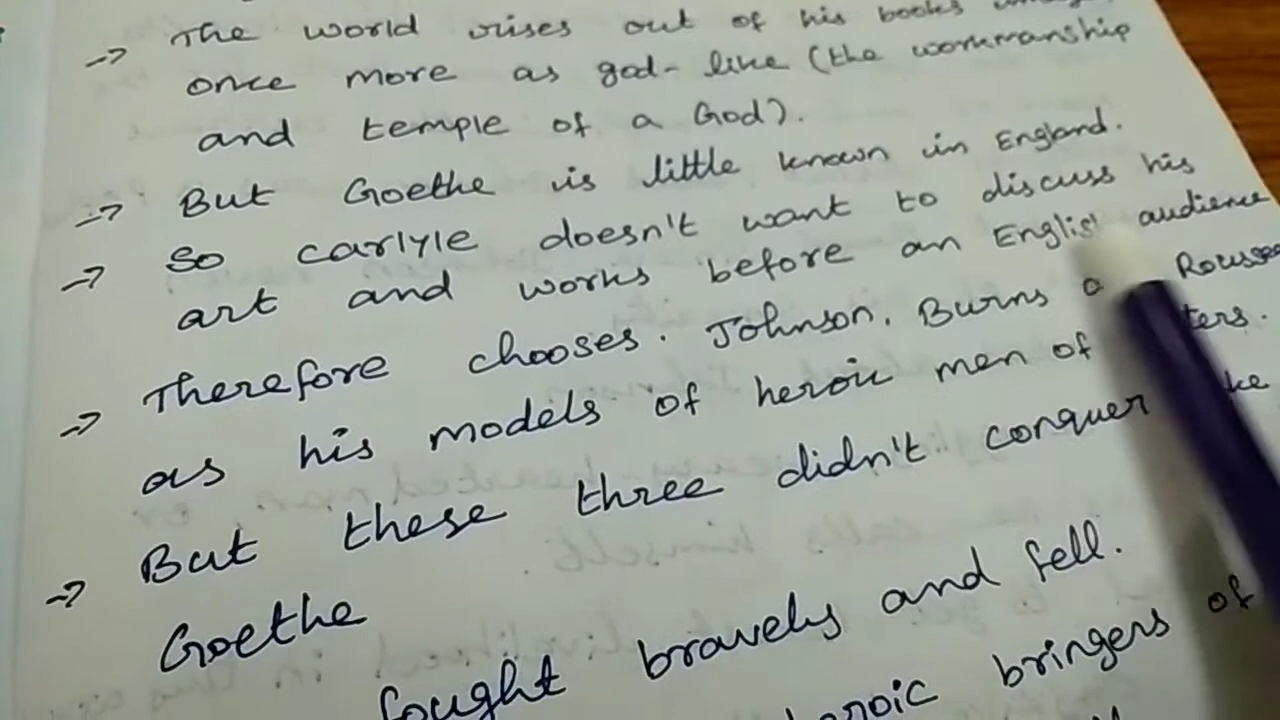 → The world rises out of his books
once more as god-like (the workmanship
and temple of a God).
→ But Goethe is little known in England.
→ So carlyle doesn't want to discuss his
art and works before an English audience
→ Therefore chooses. Johnson, Burns
as his models of heroic men of
→ But these three didn't conquer
Goethe
fought bravely and fell.
bringers of